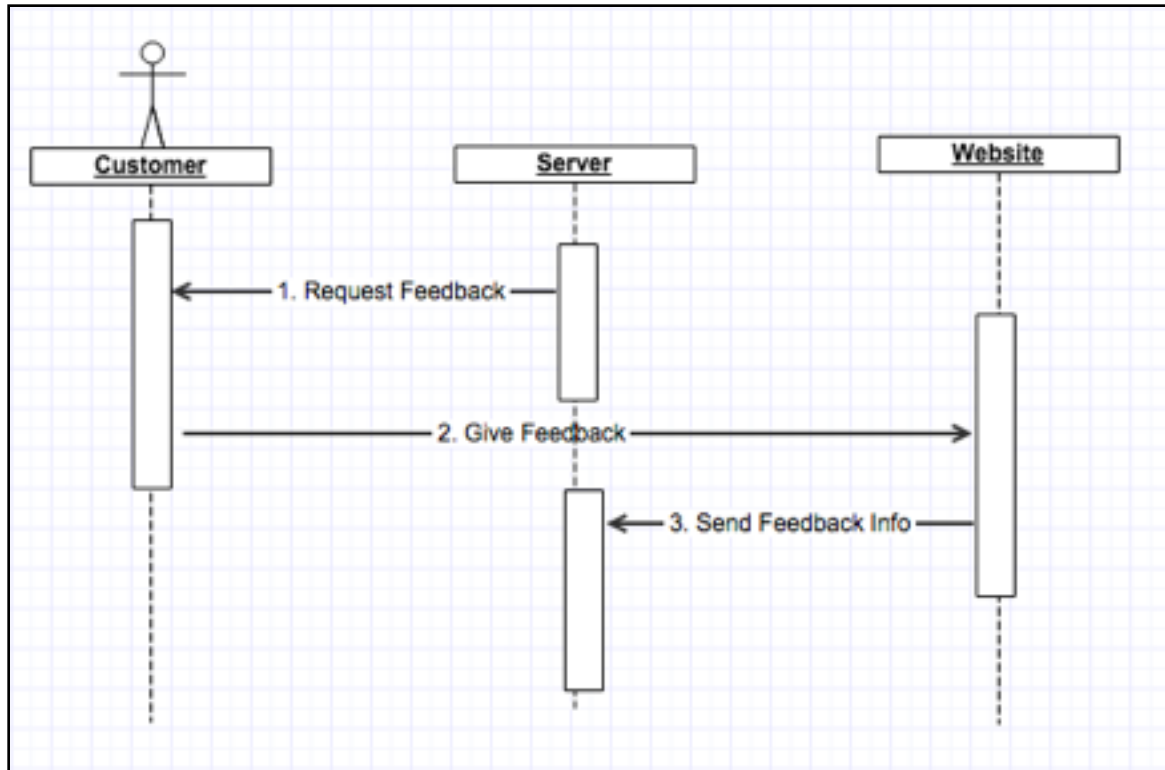 Customer
Server
Website
1. Request Feedback
2. Give Feedback
3. Send Feedback Info